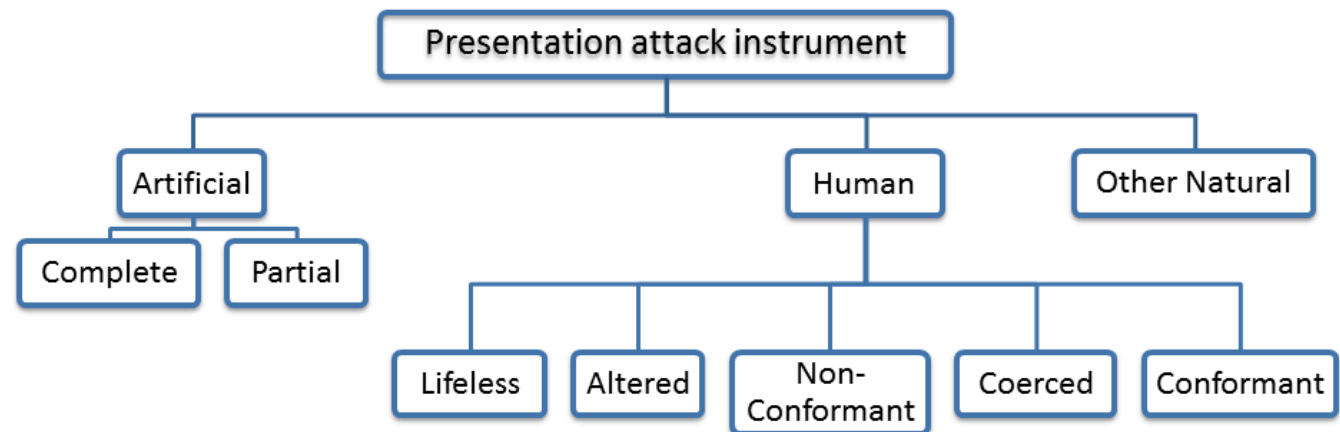 Presentation attack instrument
Artificial
Human
Other Natural
Complete
Partial
Lifeless
Altered
Non-
Conformant
Coerced
Conformant